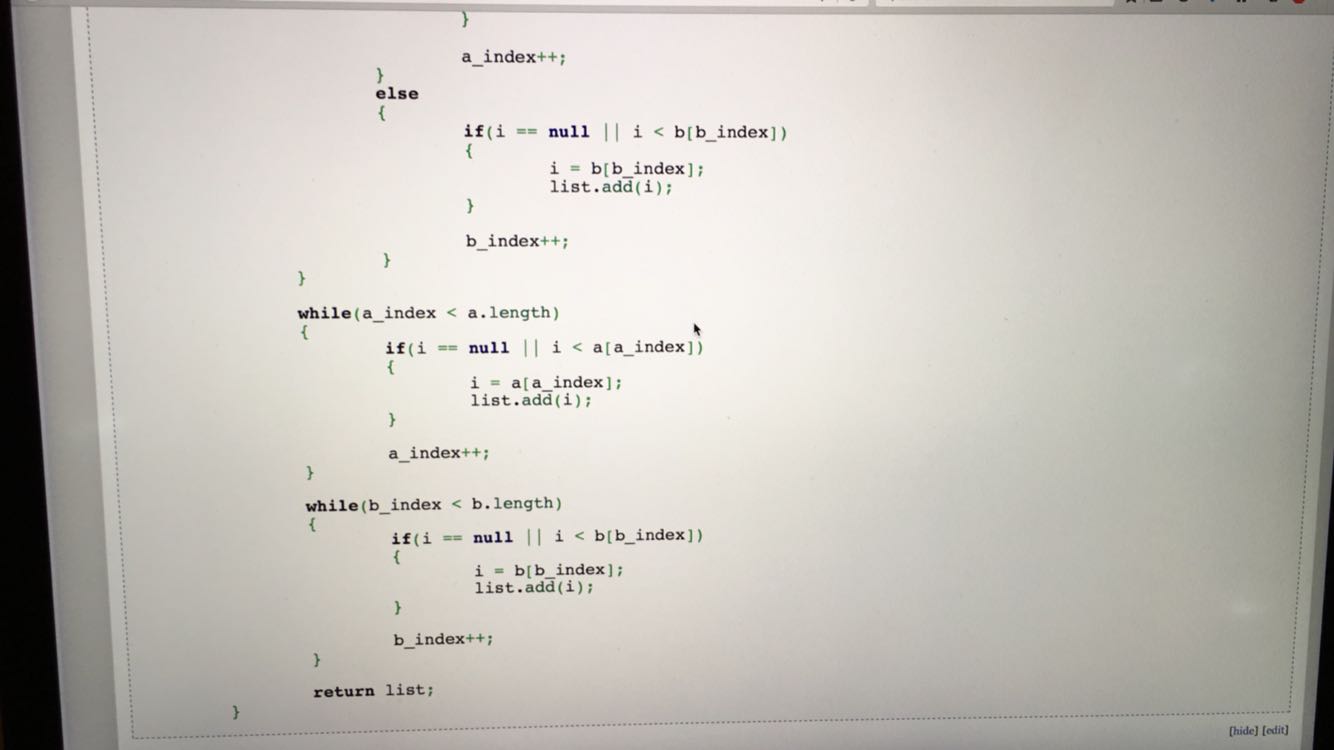 }
a_index++;
}
else
{
if(i == null || i < b[b_index])
{
i = b[b_index];
list.add(i);
}
b_index++;
}
}
while(a_index < a.length)
{
if(i == null || i < a[a_index])
{
i = a[a_index];
list.add(i);
}
a_index++;
}
while(b_index < b.length)
{
if(i == null || i < b[b_index])
{
i = b[b_index];
list.add(i);
}
b_index++;
}
return list;
}
[hide] [edit]